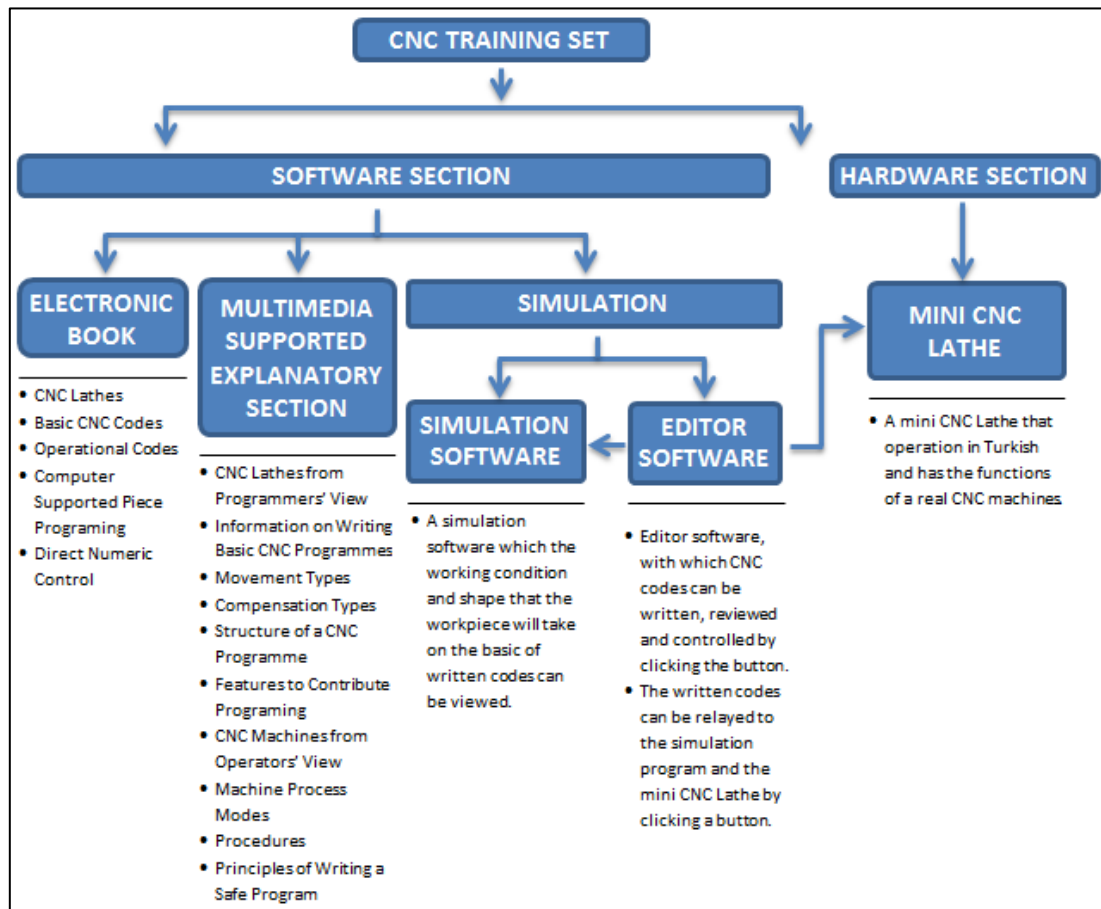 CNC TRAINING SET
SOFTWARE SECTION
HARDWARE SECTION
ELECTRONIC
BOOK
• CNC Lathes
• Basic CNC Codes
• Operational Codes
• Computer
Supported Piece
Programing
• Direct Numeric
Control
MULTIMEDIA
SUPPORTED
EXPLANATORY
SECTION
• CNC Lathes from
Programmers' View
• Information on Writing
Basic CNC Programmes
• Movement Types
• Compensation Types
• Structure of a CNC
Programme
• Features to Contribute
Programing
• CNC Machines from
Operators' View
• Machine Process
Modes
• Procedures
• Principles of Writing a
Safe Program
SIMULATION
SIMULATION
SOFTWARE
• A simulation
software which the
working condition
and shape that the
workpiece will take
on the basic of
written codes can
be viewed.
EDITOR
SOFTWARE
• Editor software,
with which CNC
codes can be
written, reviewed
and controlled by
clicking the button.
• The written codes
can be relayed to
the simulation
program and the
mini CNC Lathe by
clicking a button.
MINI CNC
LATHE
• A mini CNC Lathe that
operation in Turkish
and has the functions
of a real CNC machines.